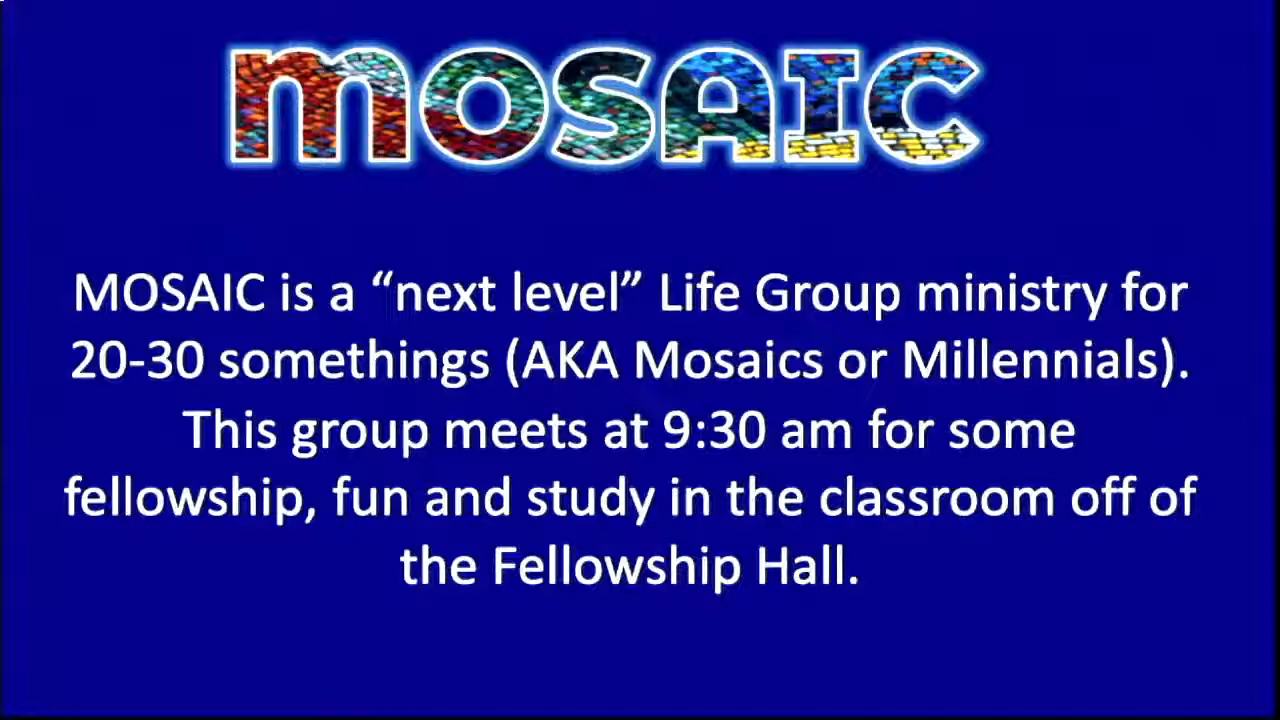 MOSAIC
MOSAIC is a “next level” Life Group ministry for
20-30 somethings (AKA Mosaics or Millennials).
This group meets at 9:30 am for some
fellowship, fun and study in the classroom off of
the Fellowship Hall.